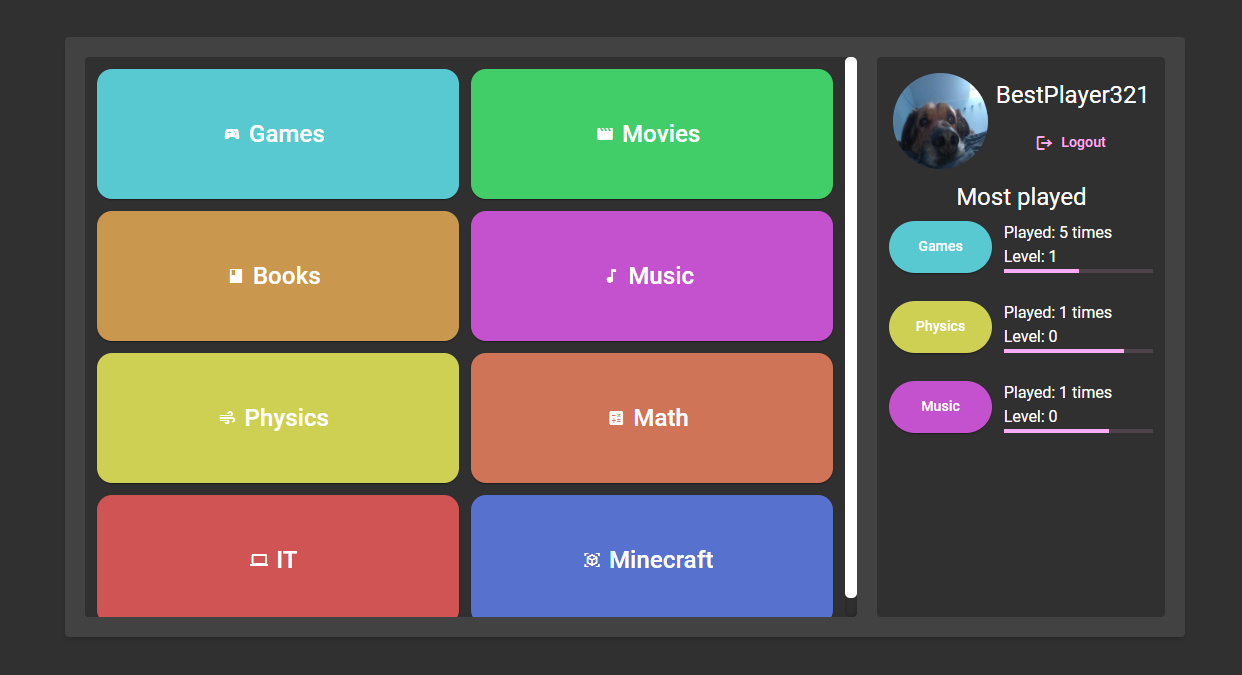 Games
Movies
Books
Music
Physics
Math
IT
Minecraft
BestPlayer321
Logout
Most played
Games
Played: 5 times
Level: 1
Physics
Played: 1 times
Level: 0
Music
Played: 1 times
Level: 0